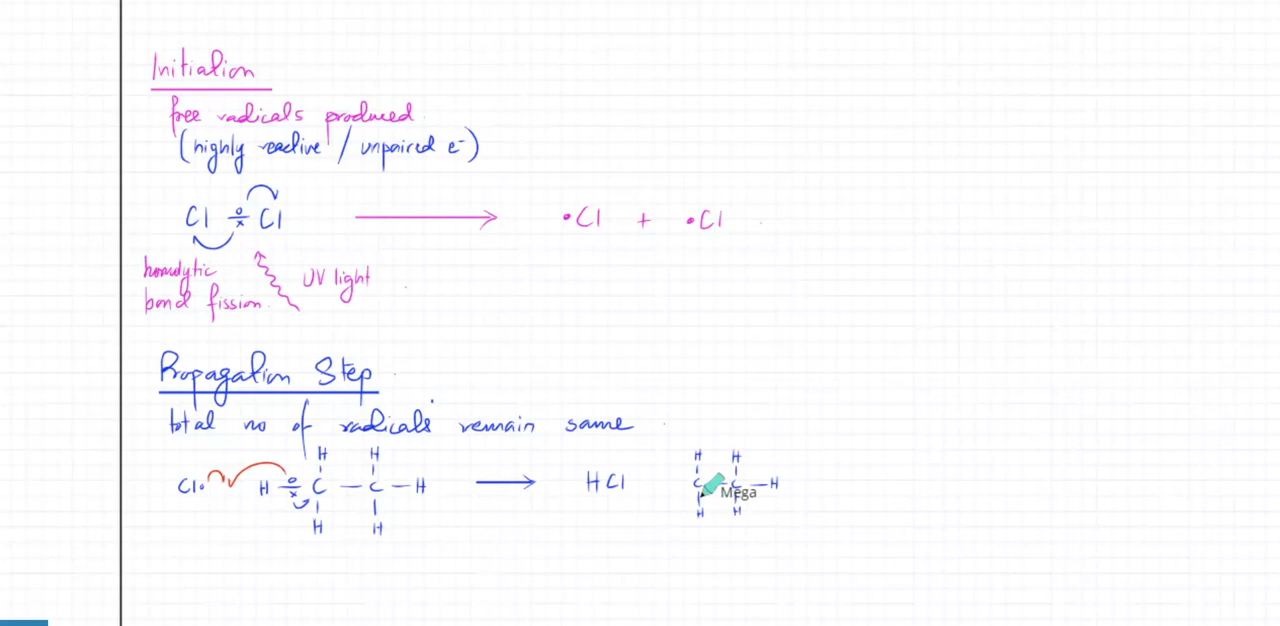 Initiation
free radicals produced
(highly reactive / unpaired e⁻)
Cl o x Cl → •Cl + •Cl
homolytic
bond fission
UV light
Propagation Step
total no of radicals remain same
H H H H
Cl• H o x C — C — H → HCl C — C — H
Mega
H H H H